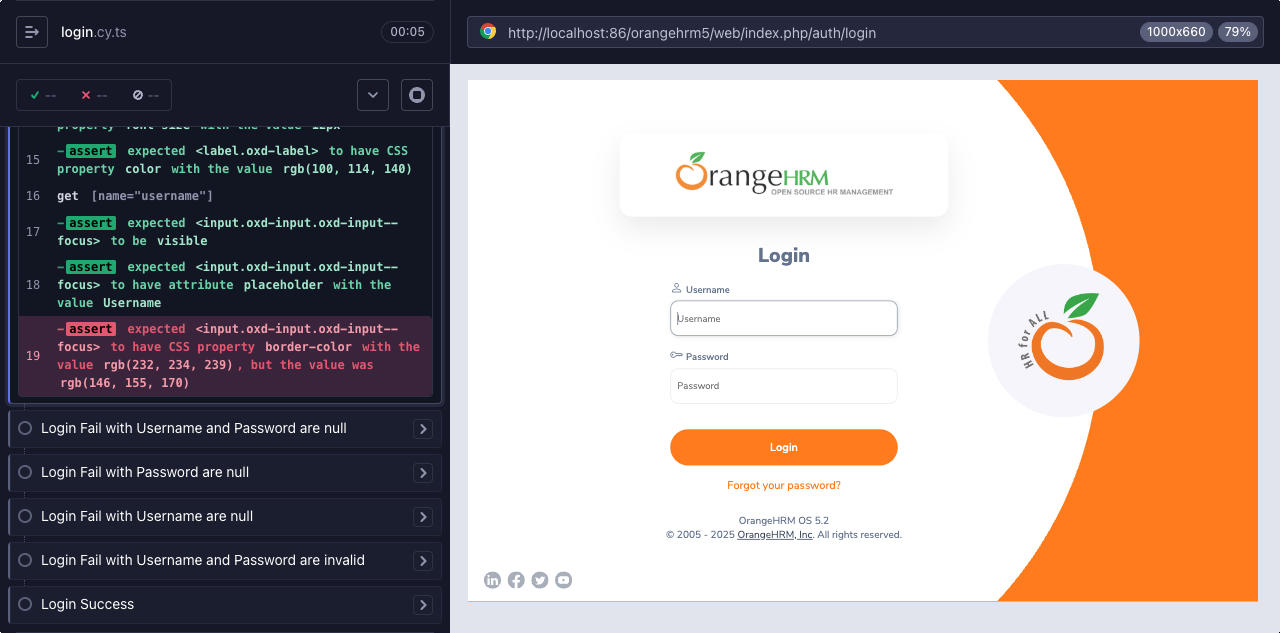 login.cy.ts
00:05
http://localhost:86/orangehrm5/web/index.php/auth/login
1000x660
79%
--
--
--
property font-size with the value 12px
15
-assert expected <label.oxd-label> to have CSS
property color with the value rgb(100, 114, 140)
16
get [name="username"]
17
-assert expected <input.oxd-input.oxd-input--
focus> to be visible
18
-assert expected <input.oxd-input.oxd-input--
focus> to have attribute placeholder with the
value Username
19
-assert expected <input.oxd-input.oxd-input--
focus> to have CSS property border-color with the
value rgb(232, 234, 239), but the value was
rgb(146, 155, 170)
Login Fail with Username and Password are null
Login Fail with Password are null
Login Fail with Username are null
Login Fail with Username and Password are invalid
Login Success
OrangeHRM
OPEN SOURCE HR MANAGEMENT
Login
Username
Username
Password
Password
Login
Forgot your password?
OrangeHRM OS 5.2
© 2005 - 2025 OrangeHRM, Inc. All rights reserved.
HR for ALL